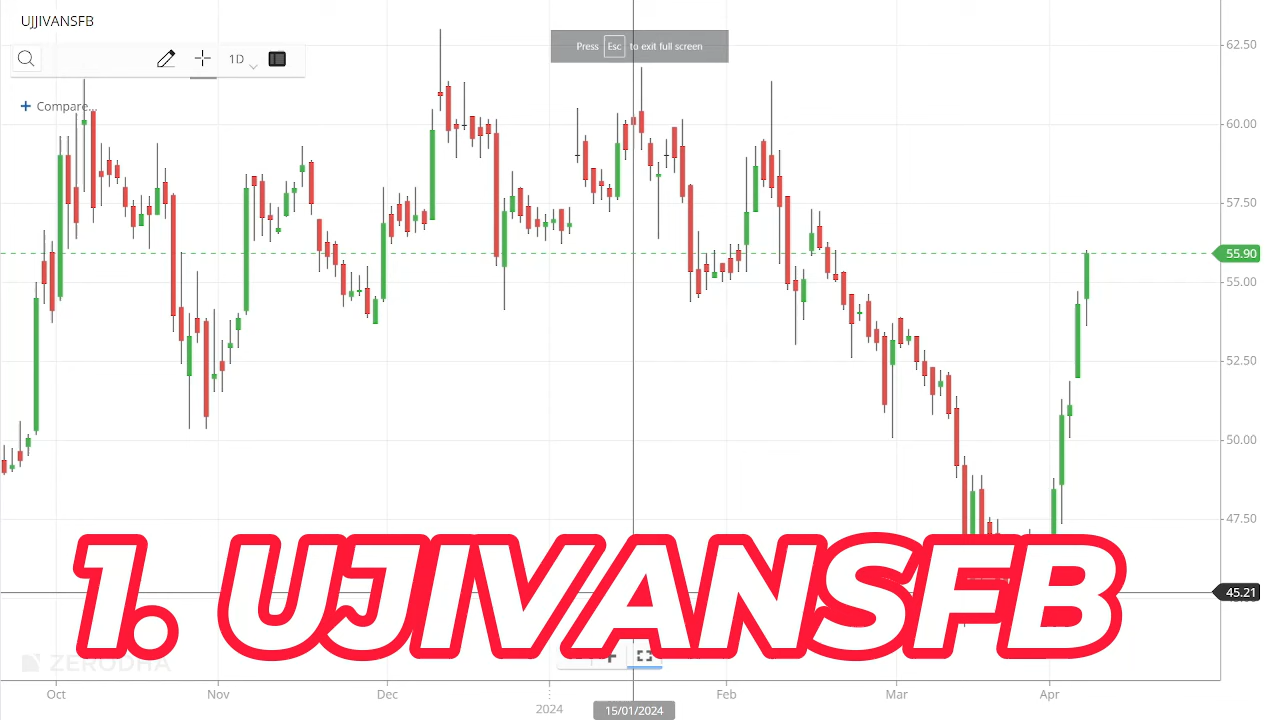 UJJIVANSFB
Press Esc to exit full screen
1D
+ Compare...
62.50
60.00
57.50
55.90
55.00
52.50
50.00
47.50
45.21
1. UJIVANSFB
ZERODHA
Oct Nov Dec 2024 Feb Mar Apr
15/01/2024